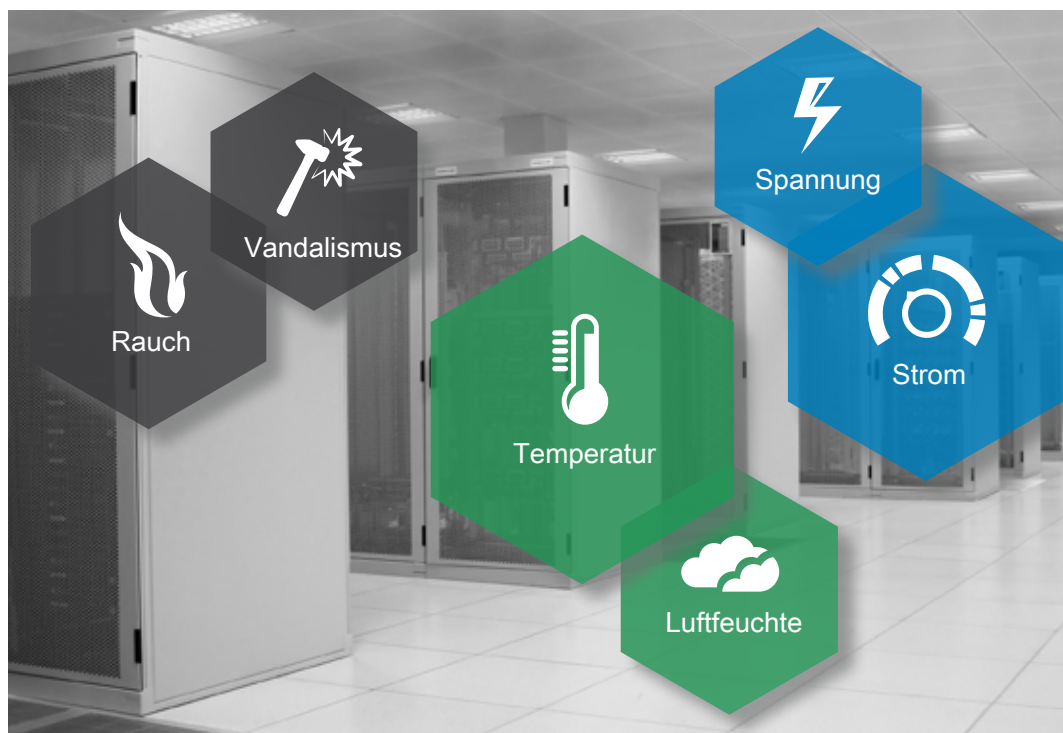 Spannung
Vandalismus
Rauch
Strom
Temperatur
Luftfeuchte